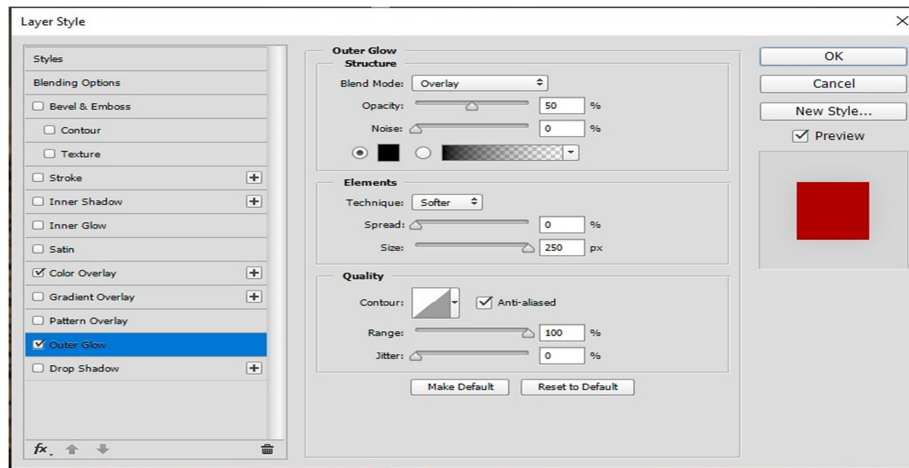 Layer Style
Styles
Blending Options
Bevel & Emboss
Contour
Texture
Stroke
Inner Shadow
Inner Glow
Satin
Color Overlay
Gradient Overlay
Pattern Overlay
Outer Glow
Drop Shadow
fx
Outer Glow
Structure
Blend Mode: Overlay
Opacity: 50 %
Noise: 0 %
Elements
Technique: Softer
Spread: 0 %
Size: 250 px
Quality
Contour: Anti-aliased
Range: 100 %
Jitter: 0 %
Make Default Reset to Default
OK
Cancel
New Style...
Preview